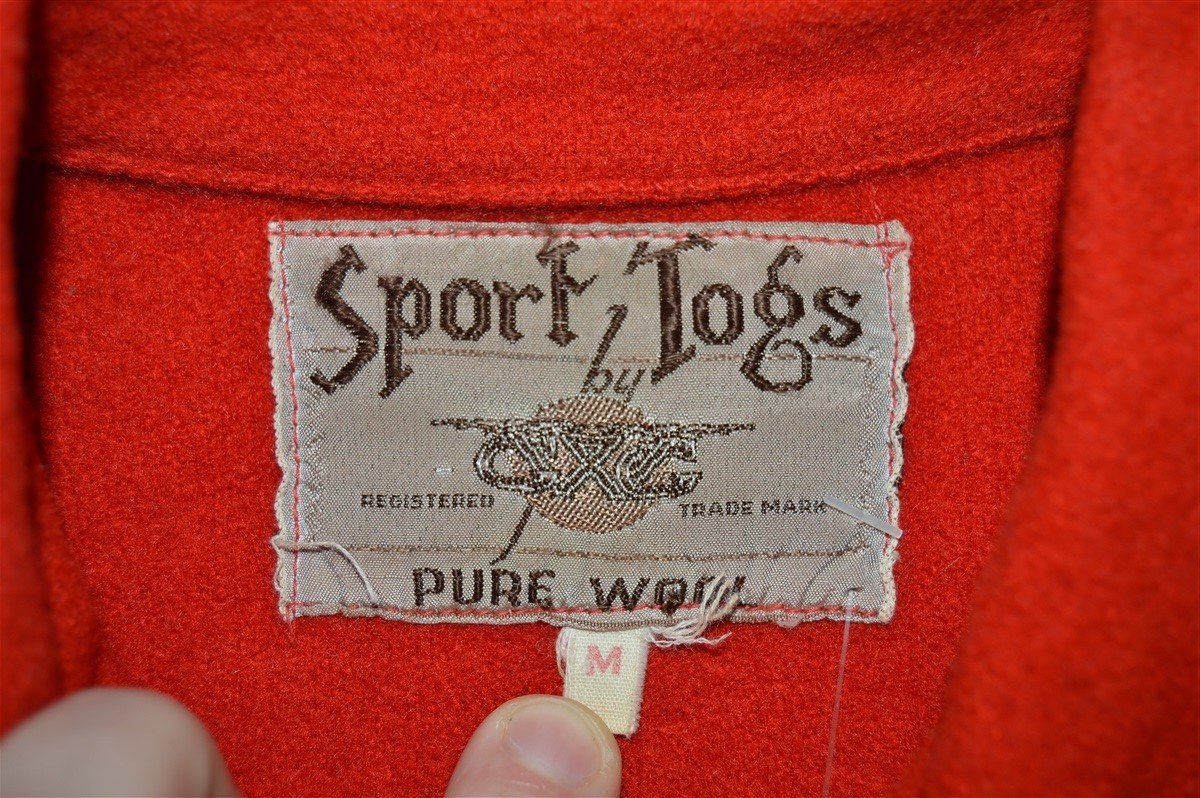 Sport Togs
by
REGISTERED TRADE MARK
PURE WOOL
M